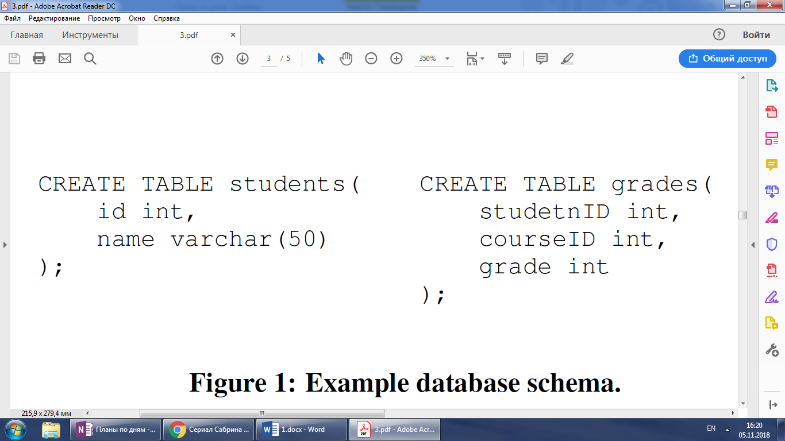 3.pdf - Adobe Acrobat Reader DC
Файл Редактирование Просмотр Окно Справка
Главная Инструменты 3.pdf × Войти
3 / 5 350% Общий доступ
CREATE TABLE students(
id int,
name varchar(50)
);
CREATE TABLE grades(
studetnID int,
courseID int,
grade int
);
Figure 1: Example database schema.
215,9 x 279,4 мм
Планы по дням -... Сериал Сабрина ... 1.docx - Word 3.pdf - Adobe Acr... EN 16:20
05.11.2018